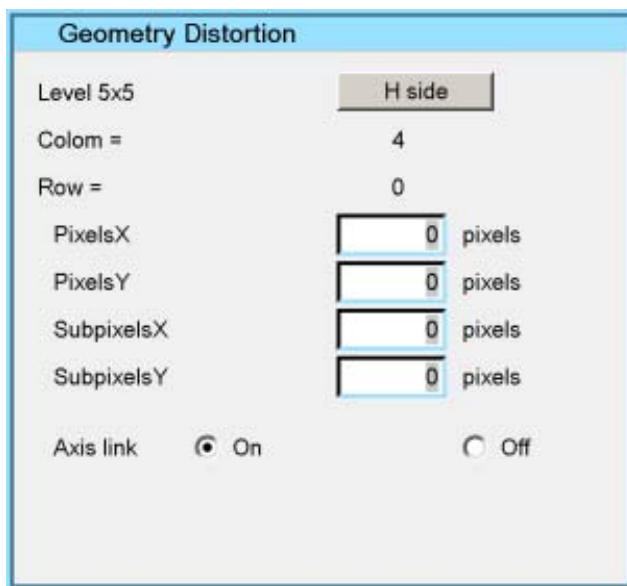 Geometry Distortion
Level 5x5 H side
Colom = 4
Row = 0
PixelsX 0 pixels
PixelsY 0 pixels
SubpixelsX 0 pixels
SubpixelsY 0 pixels
Axis link On Off